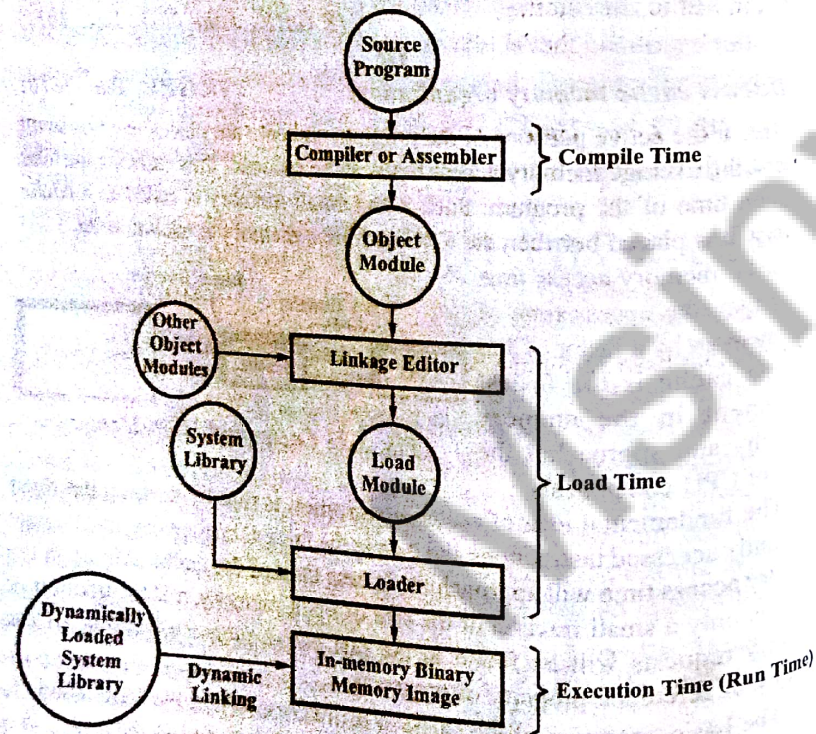 Source
Program
Compiler or Assembler
Compile Time
Object
Module
Other
Object
Modules
Linkage Editor
System
Library
Load
Module
Load Time
Loader
Dynamically
Loaded
System
Library
Dynamic
Linking
In-memory Binary
Memory Image
Execution Time (Run Time)
Msin